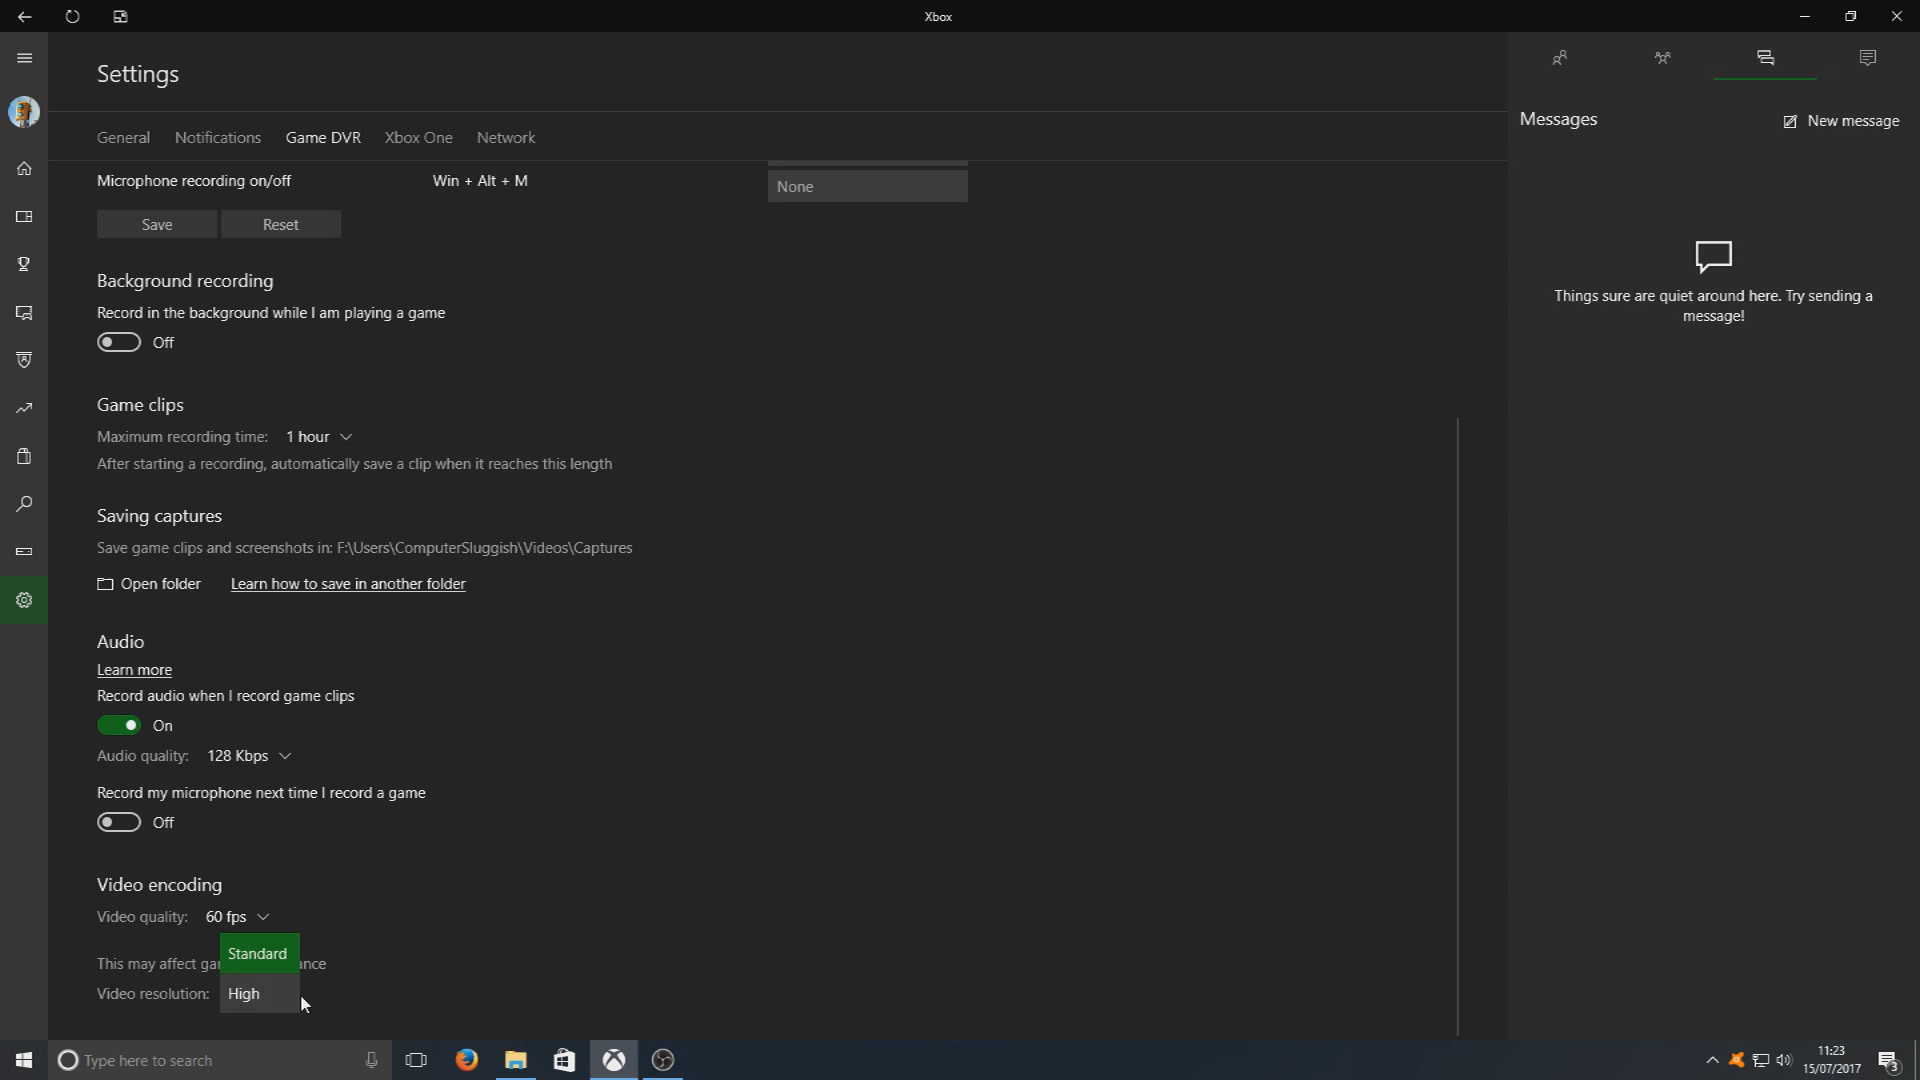 Xbox
Settings
General Notifications Game DVR Xbox One Network
Microphone recording on/off Win + Alt + M None
Save Reset
Background recording
Record in the background while I am playing a game
Off
Game clips
Maximum recording time: 1 hour
After starting a recording, automatically save a clip when it reaches this length
Saving captures
Save game clips and screenshots in: F:\Users\ComputerSluggish\Videos\Captures
Open folder Learn how to save in another folder
Audio
Learn more
Record audio when I record game clips
On
Audio quality: 128 Kbps
Record my microphone next time I record a game
Off
Video encoding
Video quality: 60 fps
Standard
This may affect ga nce
Video resolution: High
Messages New message
Things sure are quiet around here. Try sending a
message!
Type here to search
11:23
15/07/2017
3